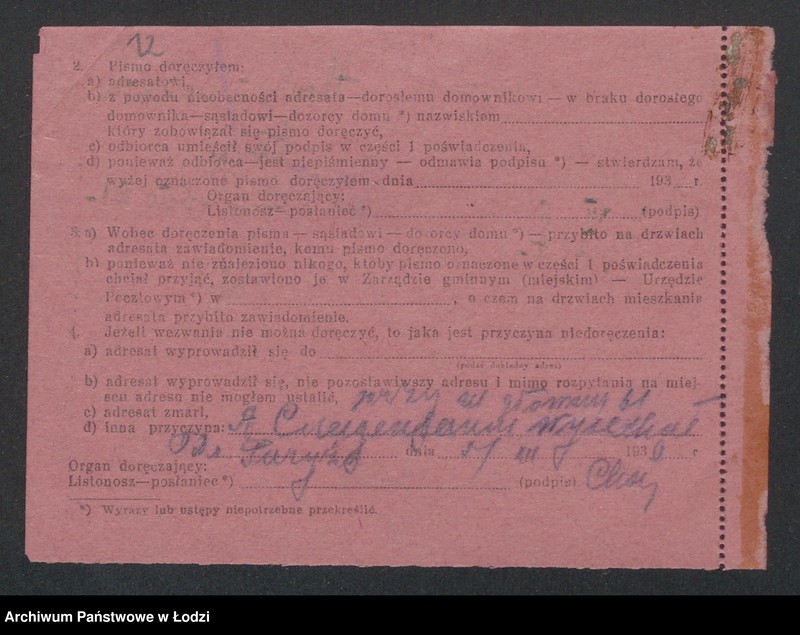 12
2. Pismo doręczyłem:
a) adresatowi,
b) z powodu nieobecności adresata—dorosłemu domownikowi — w braku dorosłego
domownika—sąsiadowi—dozorcy domu *) nazwiskiem
który zobowiązał się pismo doręczyć,
c) odbiorca umieścił swój podpis w części 1 poświadczenia,
d) ponieważ odbiorca—jest niepiśmienny — odmawia podpisu *) — stwierdzam, że
wyżej oznaczone pismo doręczyłem dnia 193 r.
Organ doręczający:
Listonosz—posłaniec *) (podpis)
3. a) Wobec doręczenia pisma — sąsiadowi — dozorcy domu *) — przybito na drzwiach
adresata zawiadomienie, komu pismo doręczono,
b) ponieważ nie znaleziono nikogo, któby pismo oznaczone w części 1 poświadczenia
chciał przyjąć, zostawiono je w Zarządzie gminnym (miejskim) — Urzędzie
Pocztowym *) w , o czem na drzwiach mieszkania
adresata przybito zawiadomienie.
4. Jeżeli wezwania nie można doręczyć, to jaka jest przyczyna niedoręczenia:
a) adresat wyprowadził się do
(podać dokładny adres)
b) adresat wyprowadził się, nie pozostawiwszy adresu i mimo rozpytania na miej-
scu adresu nie mogłem ustalić,
przy ul
c) adresat zmarł,
d) inna przyczyna:
dnia 193 r
Organ doręczający:
Listonosz—posłaniec *) (podpis)
*) Wyrazy lub ustępy niepotrzebne przekreślić.
Archiwum Państwowe w Łodzi